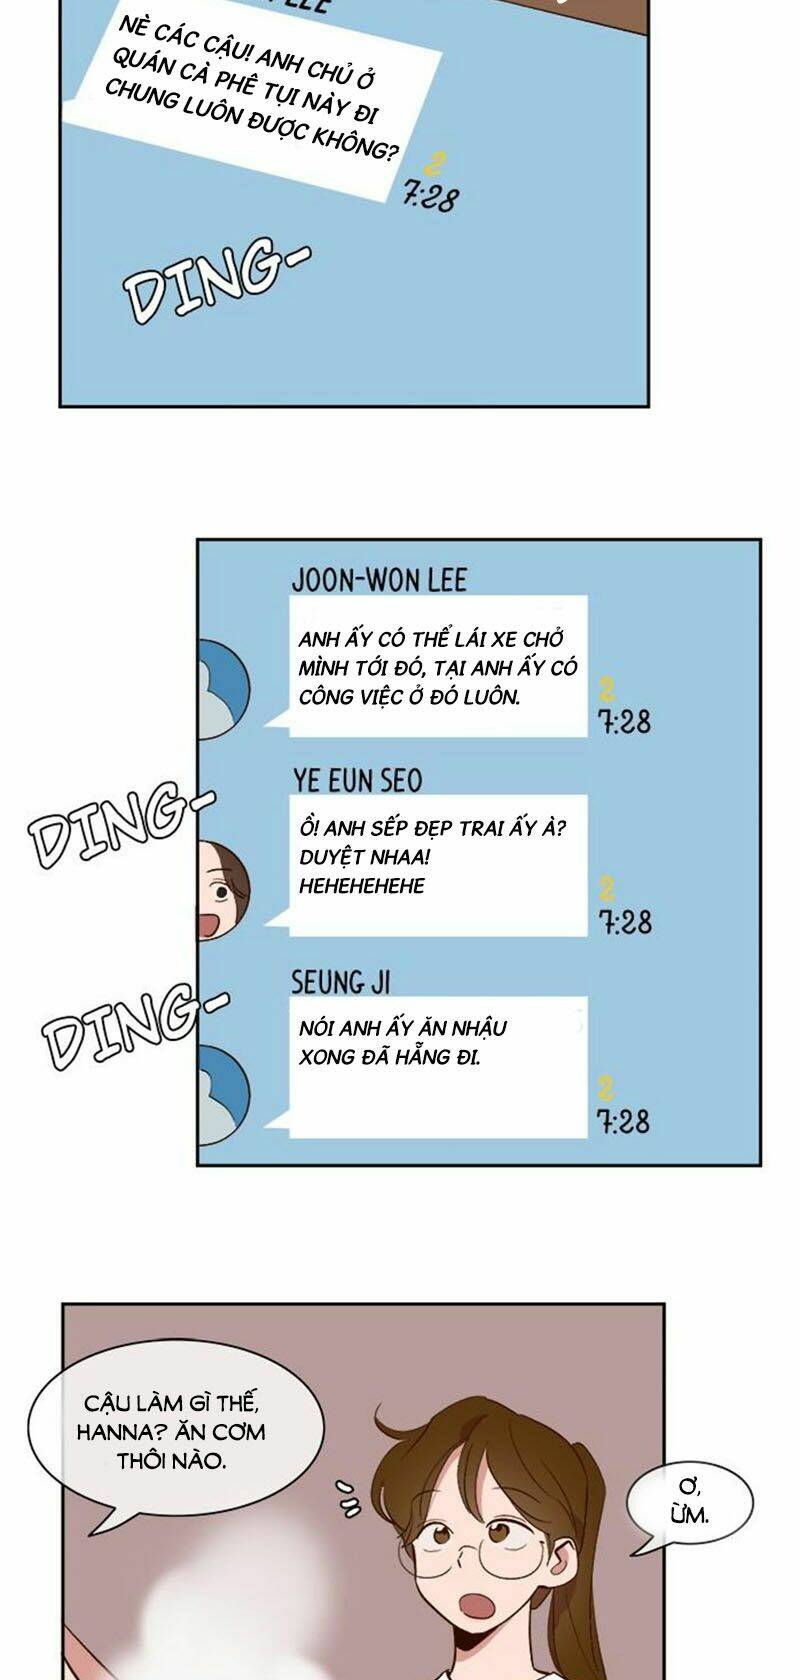 LEE
NÈ CÁC CẬU! ANH CHỦ Ở
QUÁN CÀ PHÊ TỤI NÀY ĐI
CHUNG LUÔN ĐƯỢC KHÔNG?
2
7:28
DING-
JOON-WON LEE
ANH ẤY CÓ THỂ LÁI XE CHỞ
MÌNH TỚI ĐÓ, TẠI ANH ẤY CÓ
CÔNG VIỆC Ở ĐÓ LUÔN.
2
7:28
DING-
YE EUN SEO
Ồ! ANH SẾP ĐẸP TRAI ẤY À?
DUYỆT NHAA!
HEHEHEHEHE
2
7:28
DING-
SEUNG JI
NÓI ANH ẤY ĂN NHẬU
XONG ĐÃ HẴNG ĐI.
2
7:28
CẬU LÀM GÌ THẾ,
HANNA? ĂN CƠM
THÔI NÀO.
Ơ,
ỪM.